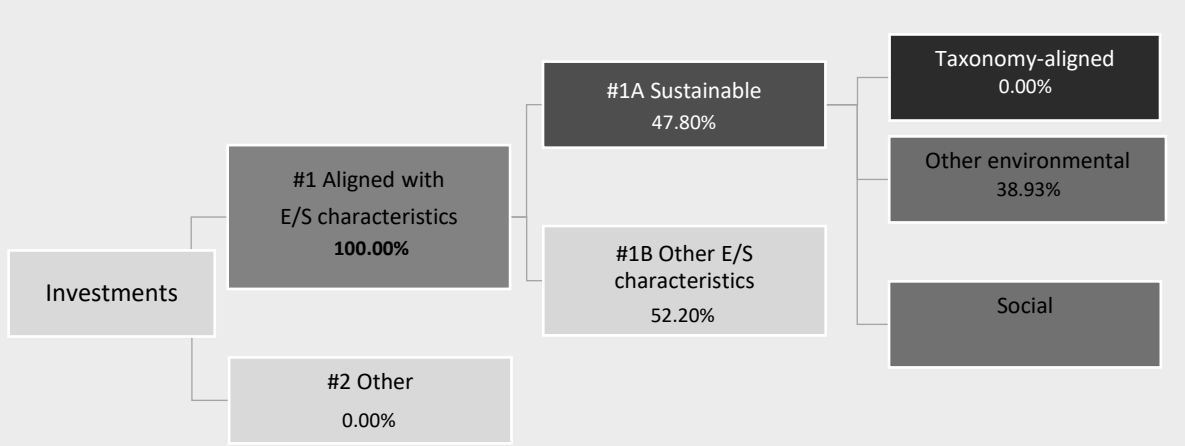 Investments
#1 Aligned with
E/S characteristics
100.00%
#2 Other
0.00%
#1A Sustainable
47.80%
#1B Other E/S
characteristics
52.20%
Taxonomy-aligned
0.00%
Other environmental
38.93%
Social